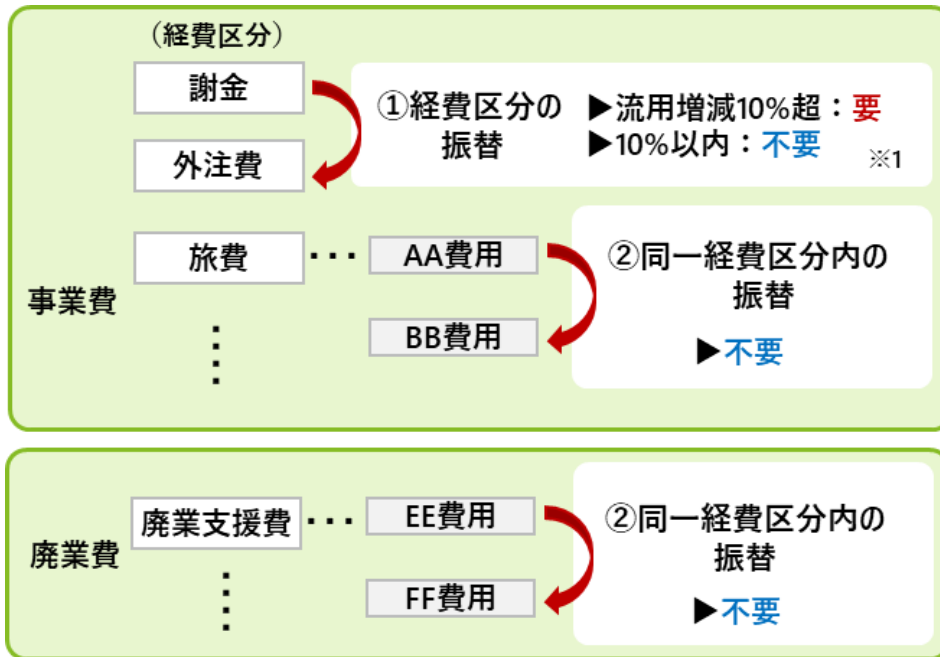 （経費区分）
謝金
外注費
①経費区分の
振替
▶流用増減10%超：要
▶10%以内：不要
※1
事業費
旅費
・・・
AA費用
BB費用
②同一経費区分内の
振替
▶不要
廃業費
廃業支援費
・・・
EE費用
FF費用
②同一経費区分内の
振替
▶不要